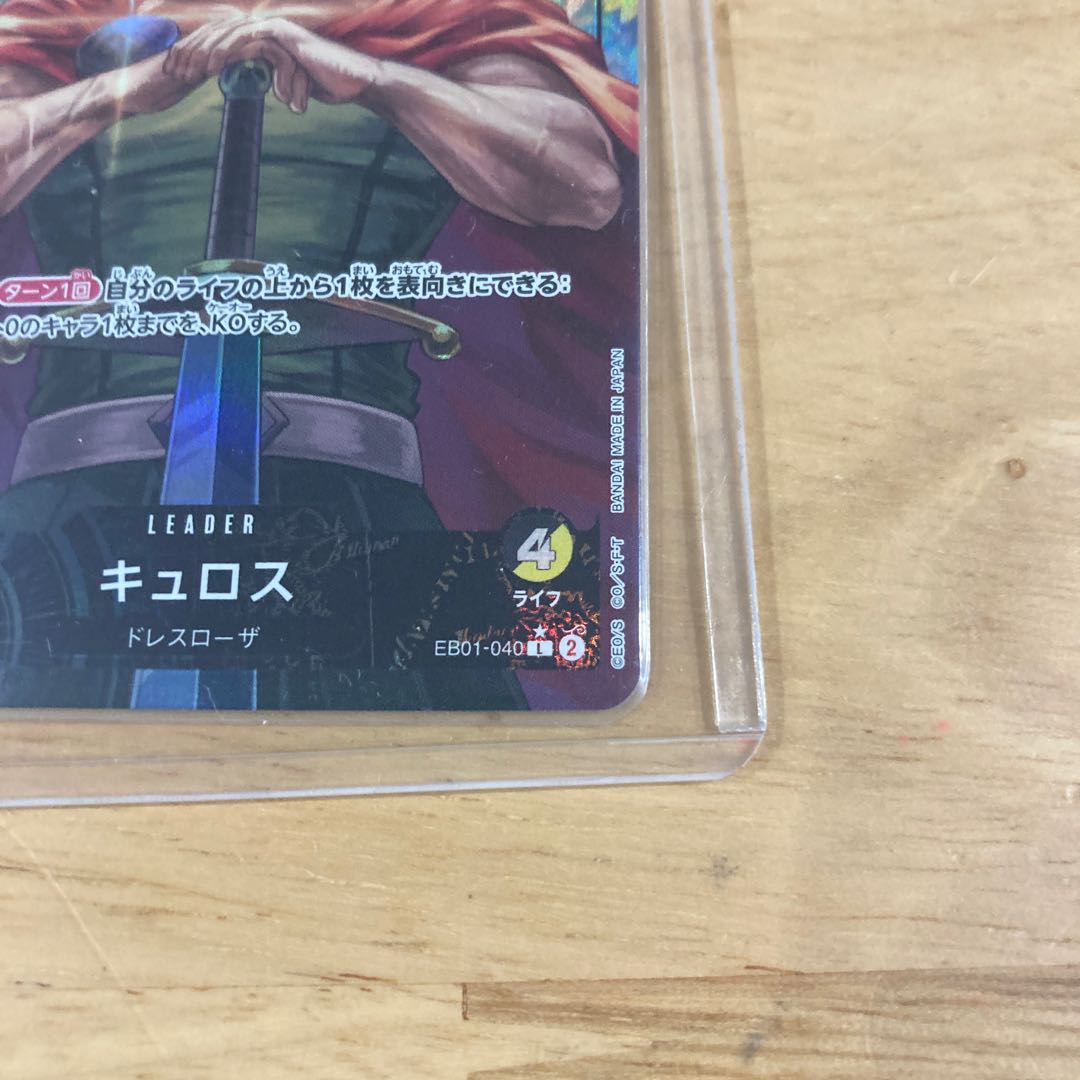 ターン1回 自分のライフの上から1枚を表向きにできる:
0のキャラ1枚までを、KOする。
LEADER
キュロス
ドレスローザ
4
ライフ
EB01-040 L 2
©EO/S ©O/S・F・T BANDAI MADE IN JAPAN